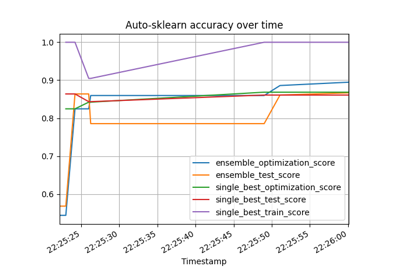 Auto-sklearn accuracy over time
1.0
0.9
0.8
0.7
0.6
ensemble_optimization_score
ensemble_test_score
single_best_optimization_score
single_best_test_score
single_best_train_score
22:25:25
22:25:30
22:25:35
22:25:40
22:25:45
22:25:50
22:25:55
22:26:00
Timestamp